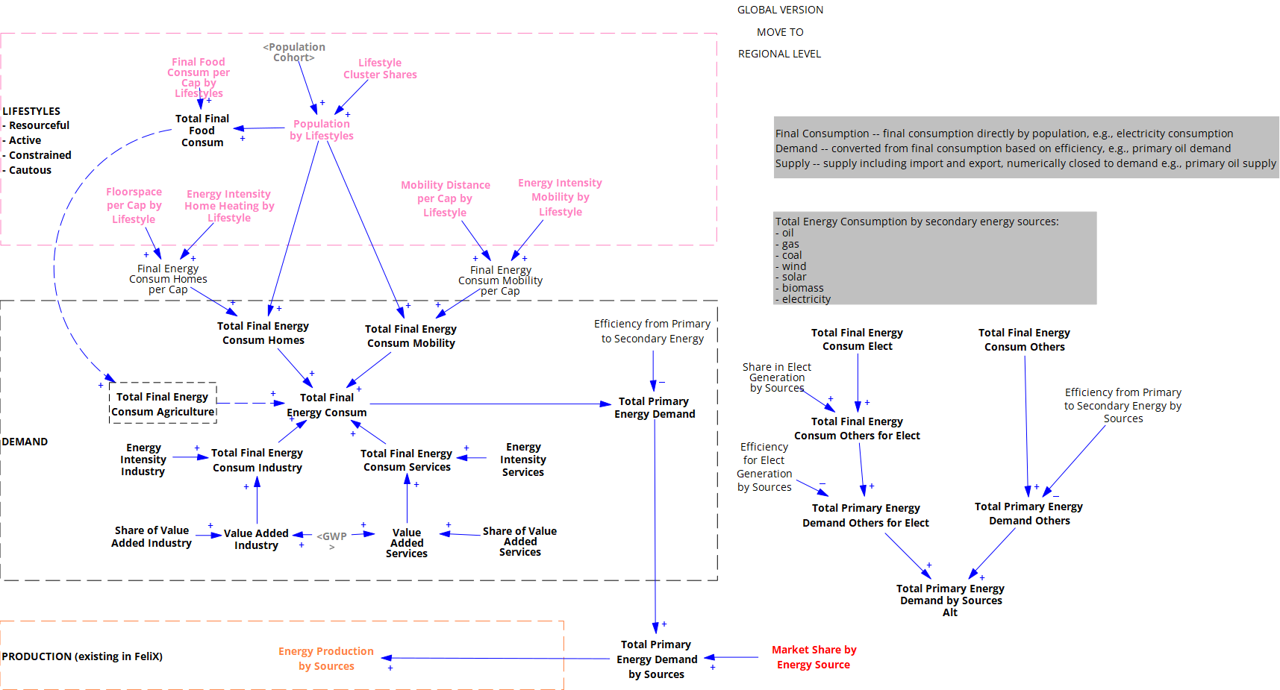 GLOBAL VERSION
MOVE TO
REGIONAL LEVEL
<Population
Cohort>
Final Food
Consum per
Cap by
Lifestyles
Lifestyle
Cluster Shares
LIFESTYLES
- Resourceful
- Active
- Constrained
- Cautous
Total Final
Food
Consum
Population
by Lifestyles
Floorspace
per Cap by
Lifestyle
Energy Intensity
Home Heating by
Lifestyle
Mobility Distance
per Cap by
Lifestyle
Energy Intensity
Mobility by
Lifestyle
Final Energy
Consum Homes
per Cap
Final Energy
Consum Mobility
per Cap
Final Consumption -- final consumption directly by population, e.g., electricity consumption
Demand -- converted from final consumption based on efficiency, e.g., primary oil demand
Supply -- supply including import and export, numerically closed to demand e.g., primary oil supply
Total Energy Consumption by secondary energy sources:
- oil
- gas
- coal
- wind
- solar
- biomass
- electricity
Total Final Energy
Consum Homes
Total Final Energy
Consum Mobility
Efficiency from Primary
to Secondary Energy
Total Final Energy
Consum Agriculture
Total Final
Energy Consum
Total Primary
Energy Demand
DEMAND
Energy
Intensity
Industry
Total Final Energy
Consum Industry
Total Final Energy
Consum Services
Energy
Intensity
Services
Share of Value
Added Industry
Value Added
Industry
<GWP
>
Value
Added
Services
Share of Value
Added
Services
Total Final Energy
Consum Elect
Total Final Energy
Consum Others
Share in Elect
Generation
by Sources
Efficiency from Primary
to Secondary Energy by
Sources
Total Final Energy
Consum Others for Elect
Efficiency
for Elect
Generation
by Sources
Total Primary Energy
Demand Others for Elect
Total Primary Energy
Demand Others
Total Primary Energy
Demand by Sources
Alt
PRODUCTION (existing in FeliX)
Energy Production
by Sources
Total Primary
Energy Demand
by Sources
Market Share by
Energy Source